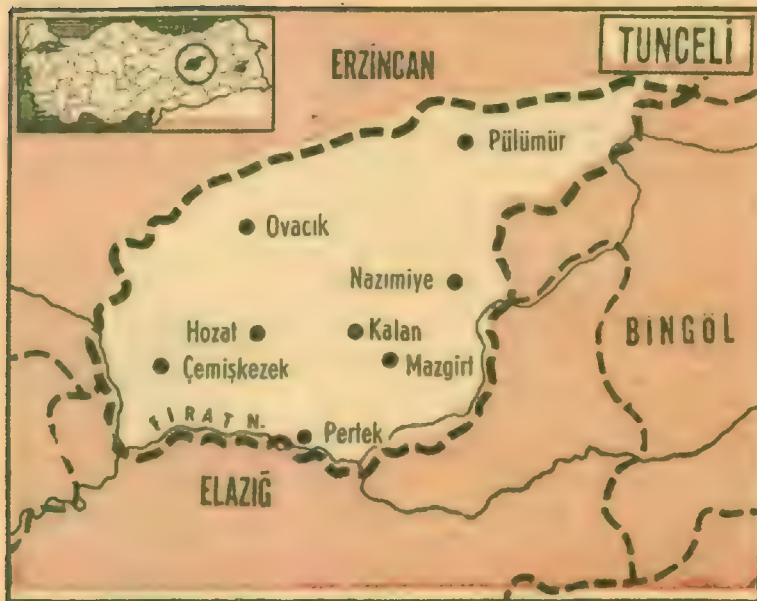 TUNCELİ
ERZİNCAN
Pülümür
Ovacık
Nazımiye
Hozat
Kalan
BİNGÖL
Çemişkezek
Mazgirt
FIRAT N.
Pertek
ELAZIĞ